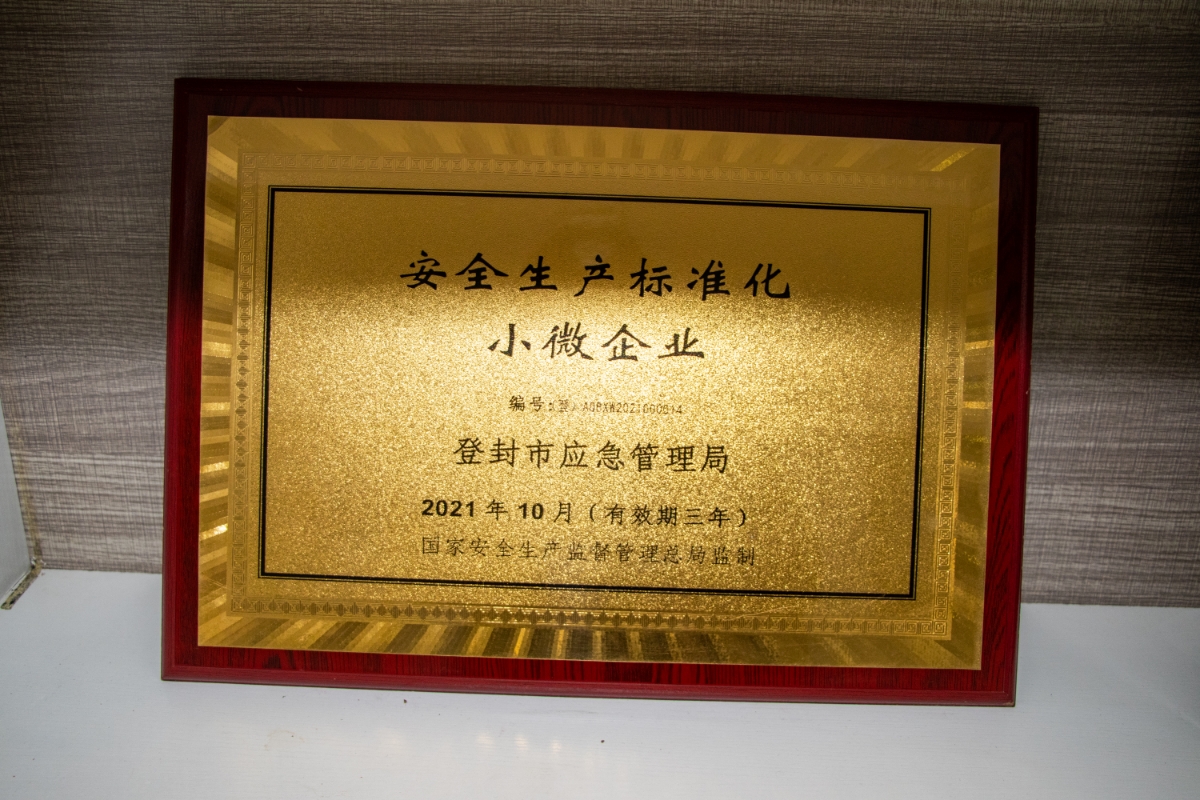 安全生产标准化
小微企业
编号:登
登封市应急管理局
2021 年 10 月（有效期三年）
国家安全生产监督管理总局监制